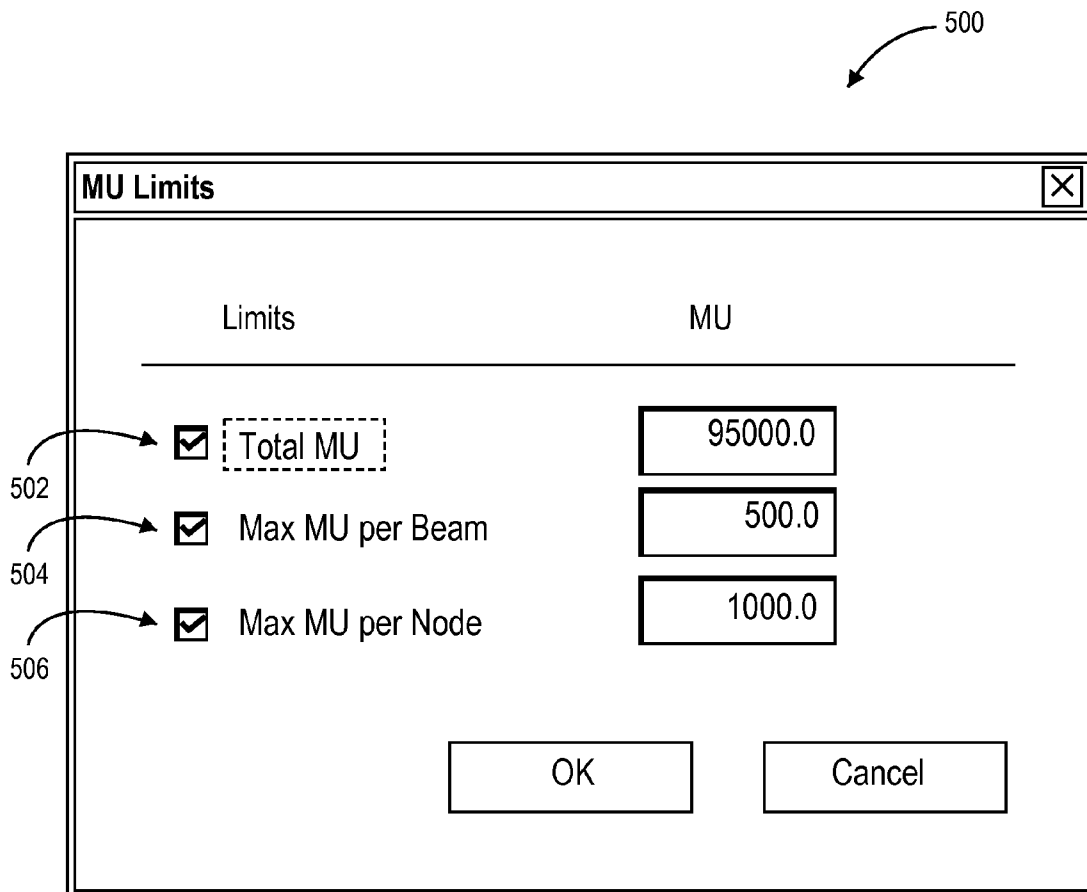 500
MU Limits
Limits MU
502 Total MU 95000.0
504 Max MU per Beam 500.0
506 Max MU per Node 1000.0
OK Cancel